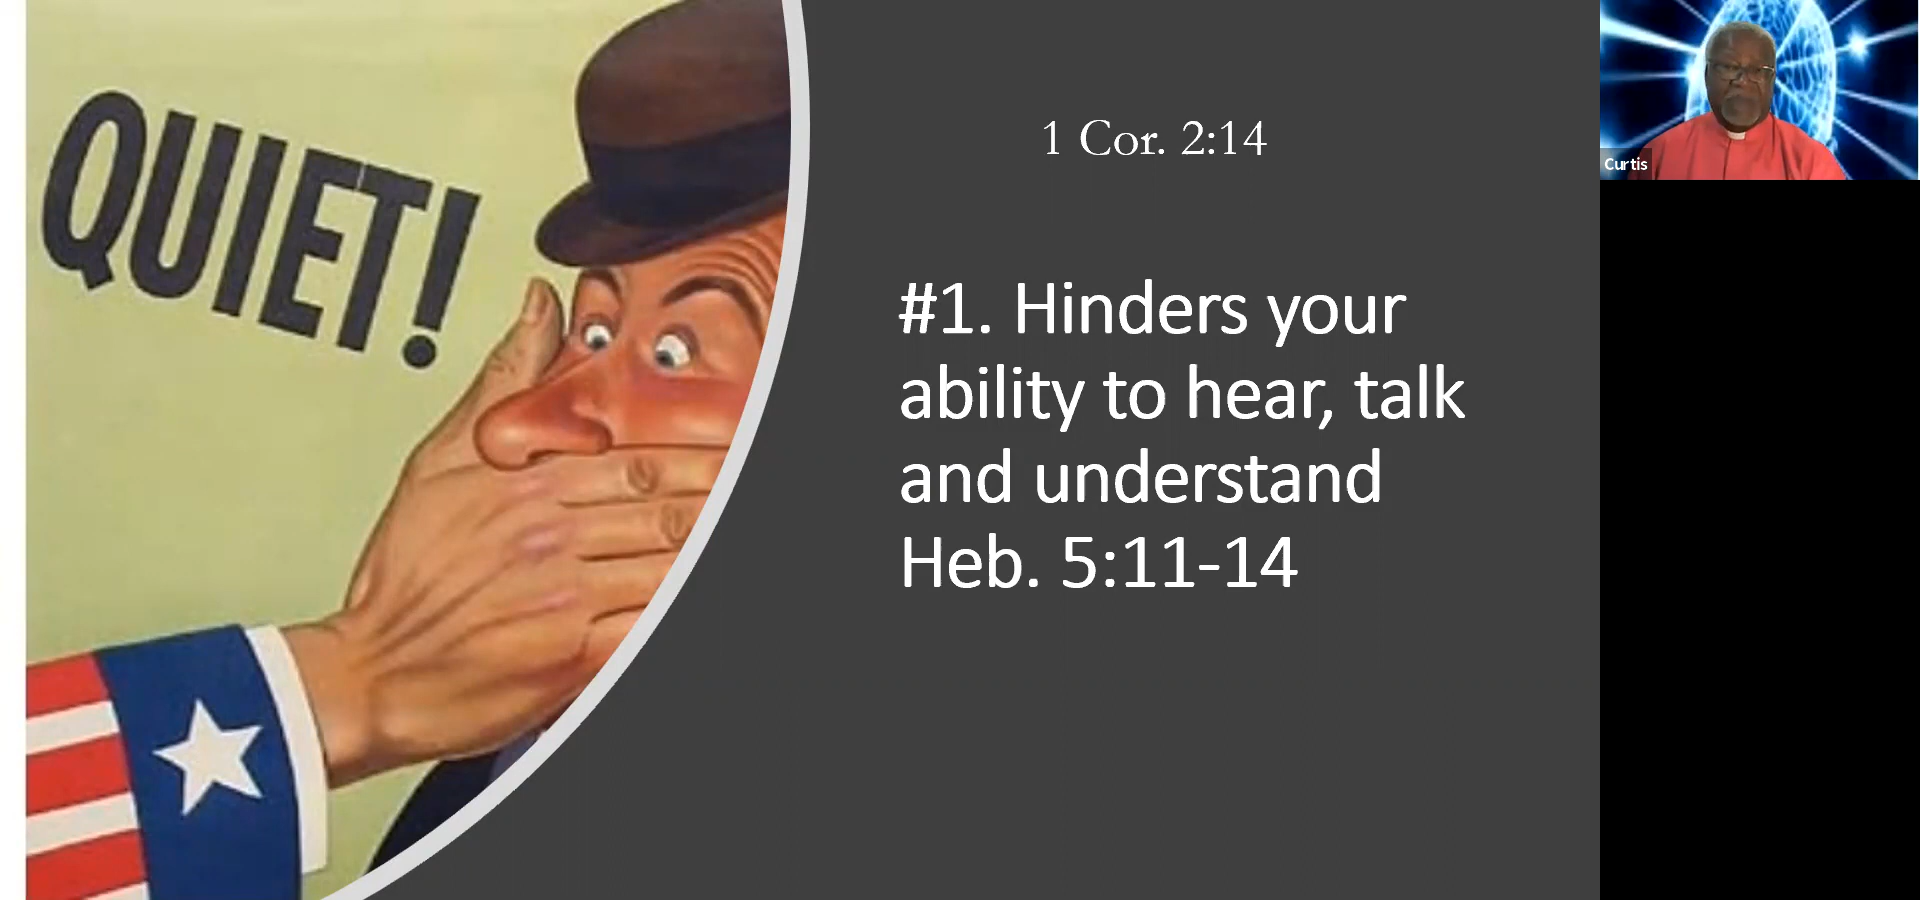 QUIET!
1 Cor. 2:14
#1. Hinders your
ability to hear, talk
and understand
Heb. 5:11-14
Curtis